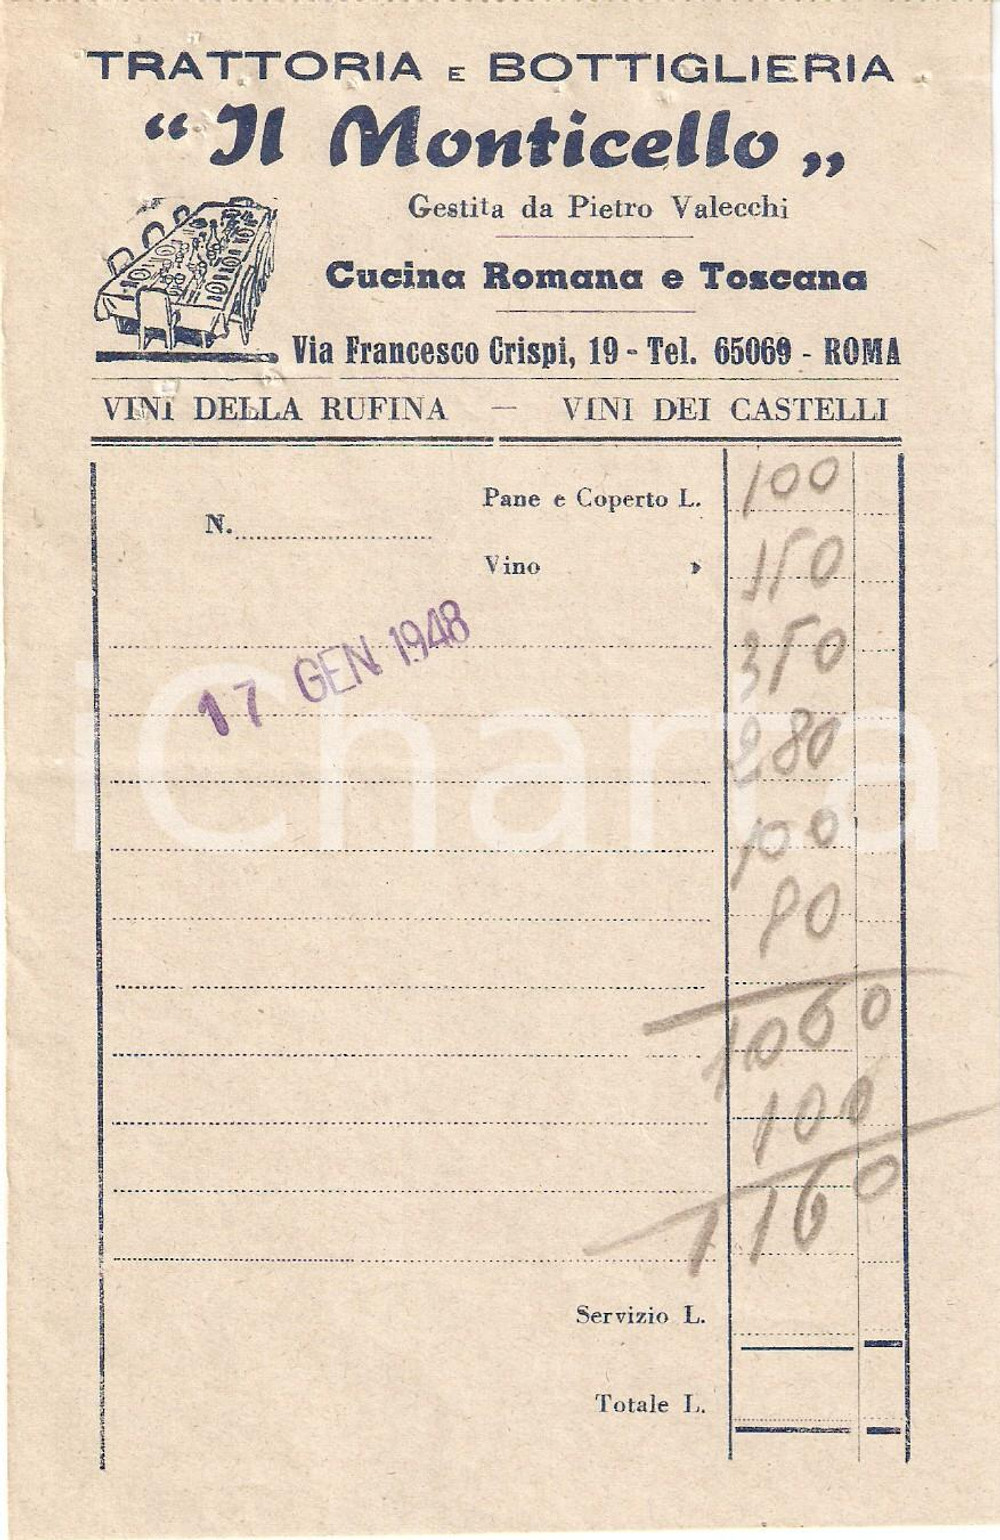 TRATTORIA E BOTTIGLIERIA
“Il Monticello„
Gestita da Pietro Valecchi
Cucina Romana e Toscana
Via Francesco Crispi, 19 - Tel. 65069 - ROMA
VINI DELLA RUFINA — VINI DEI CASTELLI
Pane e Coperto L. 100
N.
Vino » 150
17 GEN. 1948
350
280
100
80
1060
100
1160
Servizio L.
Totale L.
iCharta